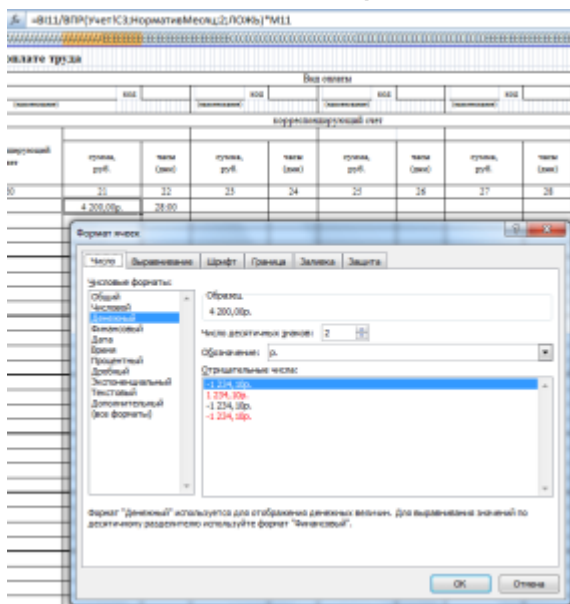 =BI11/ВПР(Учет!C3;НормативМесяц;2;ЛОЖЬ)*M11
оплате труда
Вид оплаты
код код код код
корреспондирующий счет
сумма, руб. часы (дни) сумма, руб. часы (дни) сумма, руб. часы (дни) сумма, руб. часы (дни)
21 22 23 24 25 26 27 28
4 200,00р. 28:00
Формат ячеек
Число Выравнивание Шрифт Граница Заливка Защита
Числовые форматы:
Общий
Числовой
Денежный
Финансовый
Дата
Время
Процентный
Дробный
Экспоненциальный
Текстовый
Дополнительный
(все форматы)
Образец
4 200,00р.
Число десятичных знаков: 2
Обозначение: р.
Отрицательные числа:
-1 234,10р.
1 234,10р.
-1 234,10р.
-1 234,10р.
Формат "Денежный" используется для отображения денежных величин. Для выравнивания значений по
десятичному разделителю используйте формат "Финансовый".
ОК Отмена